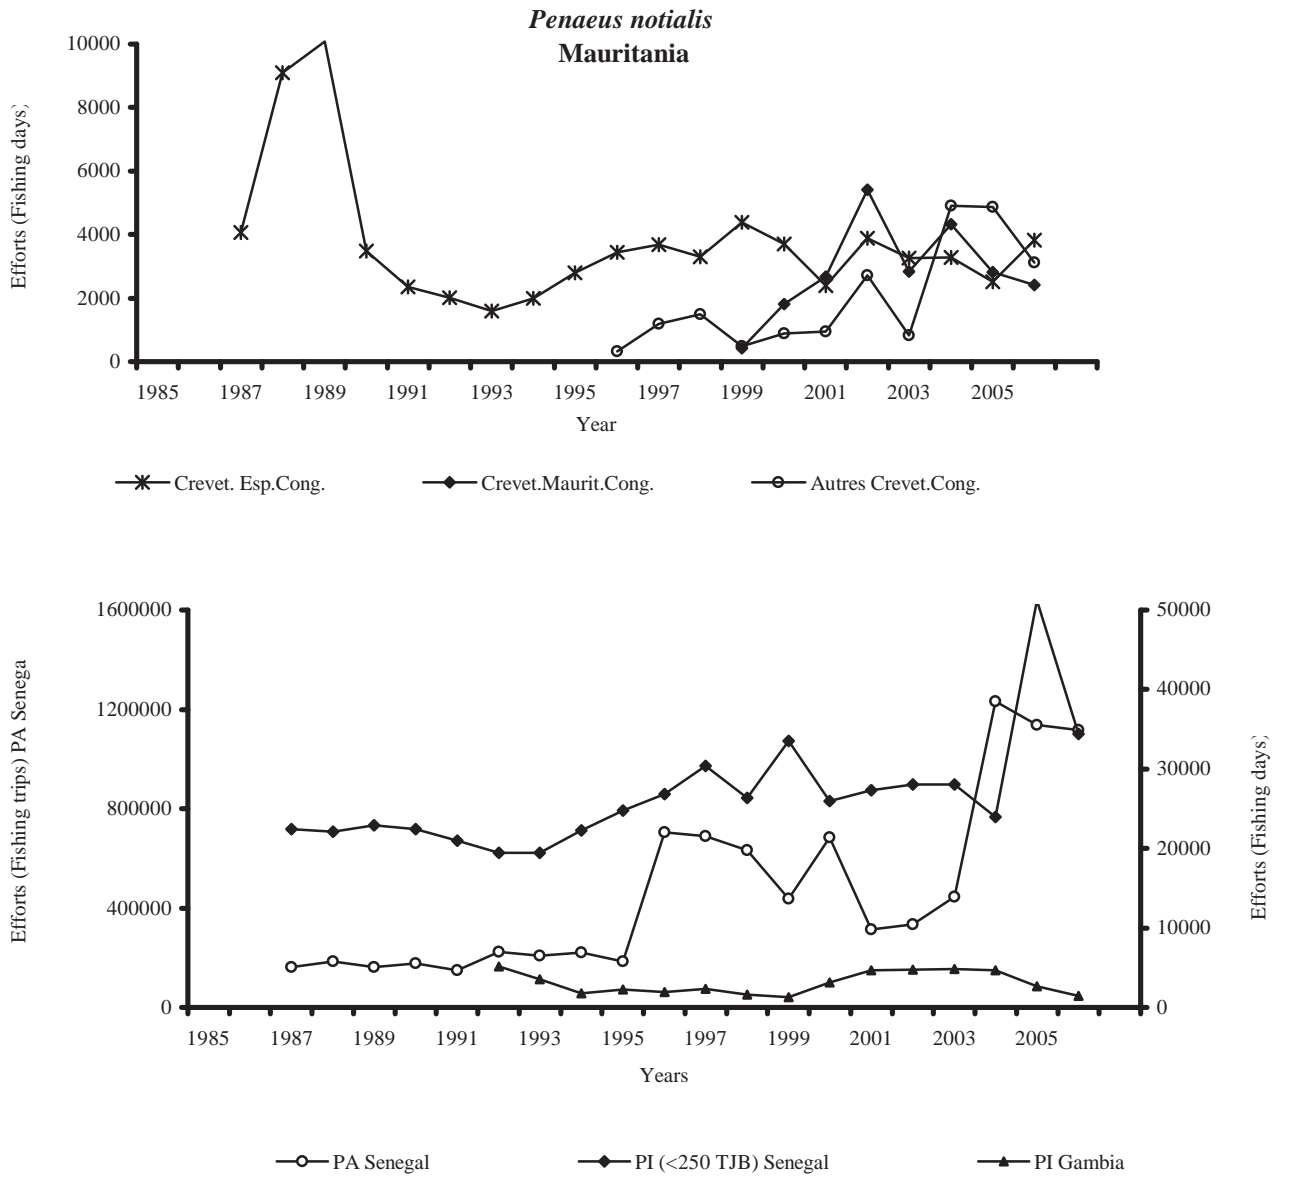 Penaeus notialis
Mauritania
10000
8000
6000
4000
2000
0
Efforts (Fishing days)
1985 1987 1989 1991 1993 1995 1997 1999 2001 2003 2005
Year
Crevet. Esp.Cong. Crevet.Maurit.Cong. Autres Crevet.Cong.
1600000
1200000
800000
400000
0
Efforts (Fishing trips) PA Senega
50000
40000
30000
20000
10000
0
Efforts (Fishing days)
1985 1987 1989 1991 1993 1995 1997 1999 2001 2003 2005
Years
PA Senegal PI (<250 TJB) Senegal PI Gambia